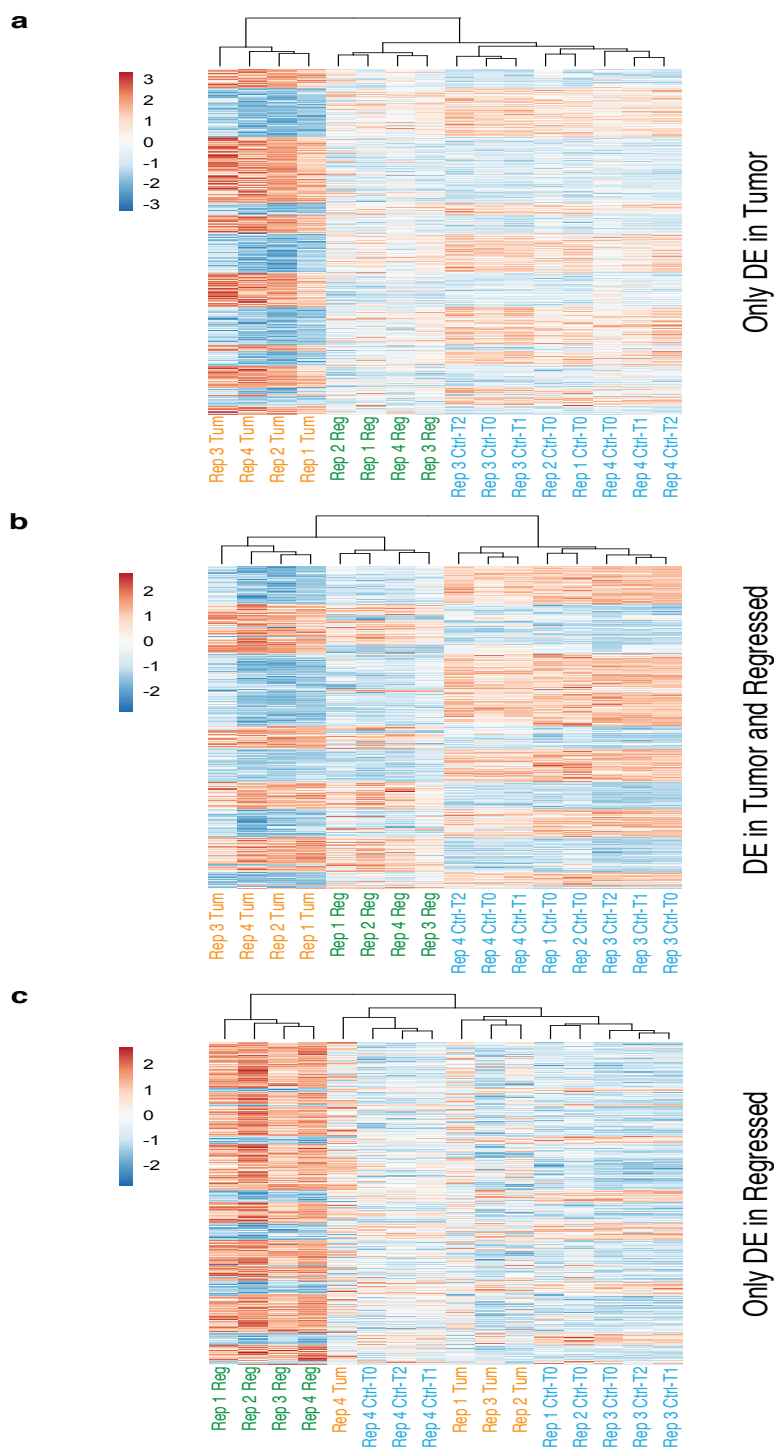 a
3
2
1
0
-1
-2
-3
Only DE in Tumor
Rep 3 Tum
Rep 4 Tum
Rep 2 Tum
Rep 1 Tum
Rep 2 Reg
Rep 1 Reg
Rep 4 Reg
Rep 3 Reg
Rep 3 Ctrl-T2
Rep 3 Ctrl-T0
Rep 3 Ctrl-T1
Rep 2 Ctrl-T0
Rep 1 Ctrl-T0
Rep 4 Ctrl-T0
Rep 4 Ctrl-T1
Rep 4 Ctrl-T2
b
2
1
0
-1
-2
DE in Tumor and Regressed
Rep 3 Tum
Rep 4 Tum
Rep 2 Tum
Rep 1 Tum
Rep 1 Reg
Rep 2 Reg
Rep 4 Reg
Rep 3 Reg
Rep 4 Ctrl-T2
Rep 4 Ctrl-T0
Rep 4 Ctrl-T1
Rep 1 Ctrl-T0
Rep 2 Ctrl-T0
Rep 3 Ctrl-T2
Rep 3 Ctrl-T1
Rep 3 Ctrl-T0
c
2
1
0
-1
-2
Only DE in Regressed
Rep 1 Reg
Rep 2 Reg
Rep 3 Reg
Rep 4 Reg
Rep 4 Tum
Rep 4 Ctrl-T0
Rep 4 Ctrl-T2
Rep 4 Ctrl-T1
Rep 1 Tum
Rep 3 Tum
Rep 2 Tum
Rep 1 Ctrl-T0
Rep 2 Ctrl-T0
Rep 3 Ctrl-T0
Rep 3 Ctrl-T2
Rep 3 Ctrl-T1